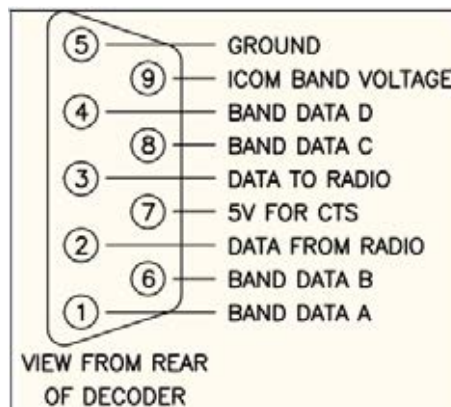 5 GROUND
9 ICOM BAND VOLTAGE
4 BAND DATA D
8 BAND DATA C
3 DATA TO RADIO
7 5V FOR CTS
2 DATA FROM RADIO
6 BAND DATA B
1 BAND DATA A
VIEW FROM REAR
OF DECODER